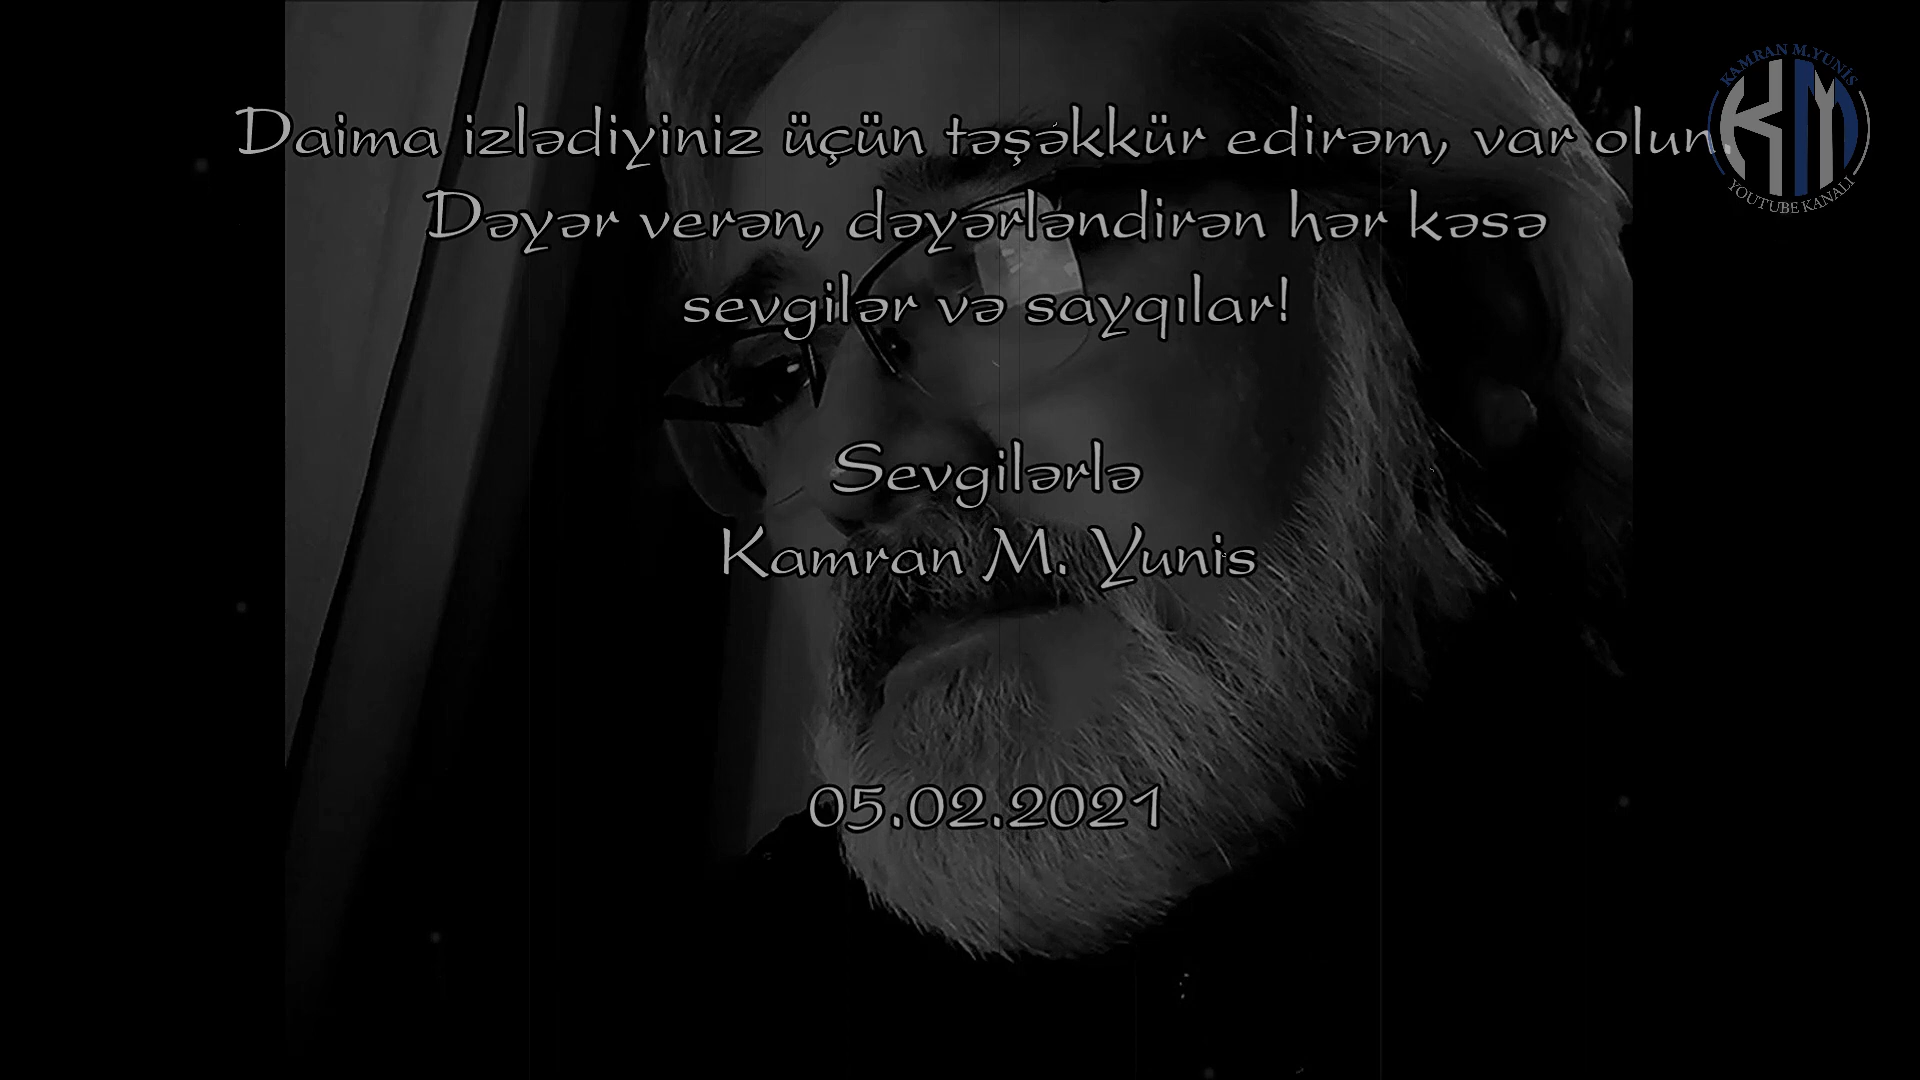 Daima izlədiyiniz üçün təşəkkür edirəm, var olun.
Dəyər verən, dəyərləndirən hər kəsə
sevgilər və sayqılar!
Sevgilərlə
Kamran M. Yunis
05.02.2021
KAMRAN M.YUNİS
KM
YOUTUBE KANALI